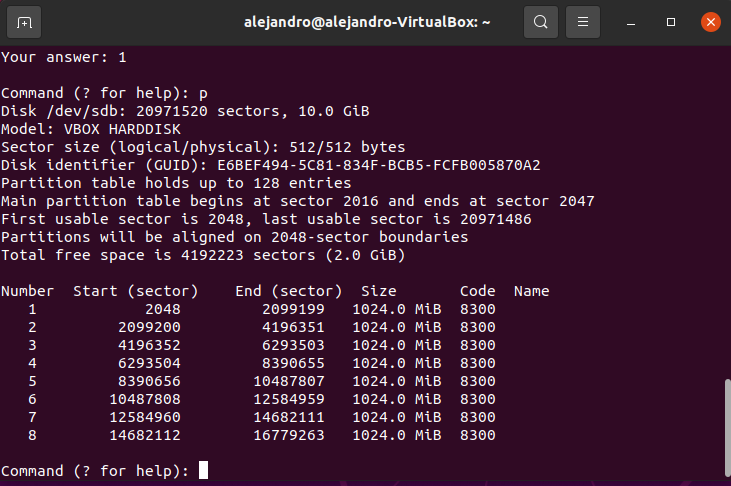 alejandro@alejandro-VirtualBox: ~
Your answer: 1
Command (? for help): p
Disk /dev/sdb: 20971520 sectors, 10.0 GiB
Model: VBOX HARDDISK
Sector size (logical/physical): 512/512 bytes
Disk identifier (GUID): E6BEF494-5C81-834F-BCB5-FCFB005870A2
Partition table holds up to 128 entries
Main partition table begins at sector 2016 and ends at sector 2047
First usable sector is 2048, last usable sector is 20971486
Partitions will be aligned on 2048-sector boundaries
Total free space is 4192223 sectors (2.0 GiB)
Number  Start (sector)    End (sector)  Size       Code  Name
   1            2048         2099199   1024.0 MiB  8300
   2         2099200         4196351   1024.0 MiB  8300
   3         4196352         6293503   1024.0 MiB  8300
   4         6293504         8390655   1024.0 MiB  8300
   5         8390656        10487807   1024.0 MiB  8300
   6        10487808        12584959   1024.0 MiB  8300
   7        12584960        14682111   1024.0 MiB  8300
   8        14682112        16779263   1024.0 MiB  8300
Command (? for help):